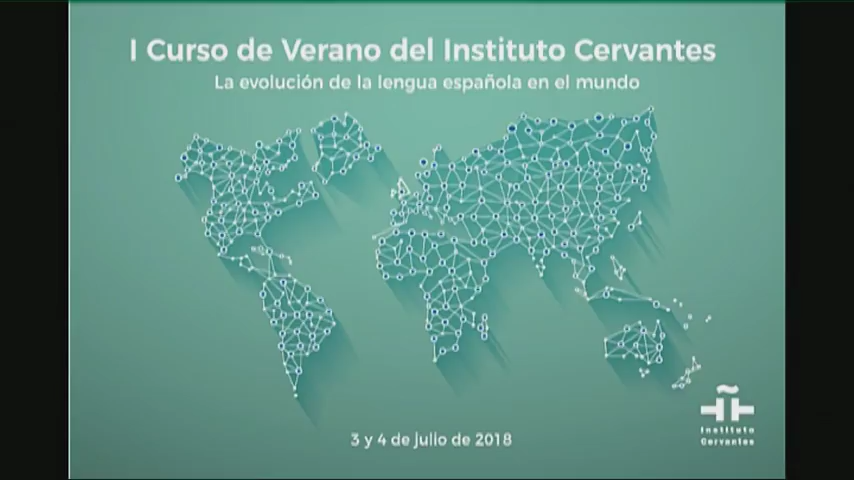 I Curso de Verano del Instituto Cervantes
La evolución de la lengua española en el mundo
3 y 4 de julio de 2018
Instituto
Cervantes